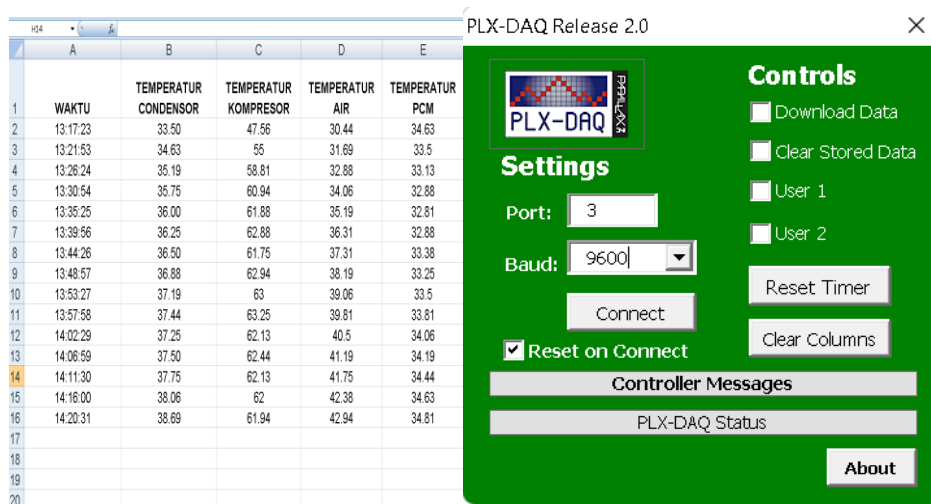 H14
A B C D E
TEMPERATUR TEMPERATUR TEMPERATUR TEMPERATUR
1 WAKTU CONDENSOR KOMPRESOR AIR PCM
2 13:17:23 33.50 47.56 30.44 34.63
3 13:21:53 34.63 55 31.69 33.5
4 13:26:24 35.19 58.81 32.88 33.13
5 13:30:54 35.75 60.94 34.06 32.88
6 13:35:25 36.00 61.88 35.19 32.81
7 13:39:56 36.25 62.88 36.31 32.88
8 13:44:26 36.50 61.75 37.31 33.38
9 13:48:57 36.88 62.94 38.19 33.25
10 13:53:27 37.19 63 39.06 33.5
11 13:57:58 37.44 63.25 39.81 33.81
12 14:02:29 37.25 62.13 40.5 34.06
13 14:06:59 37.50 62.44 41.19 34.19
14 14:11:30 37.75 62.13 41.75 34.44
15 14:16:00 38.06 62 42.38 34.63
16 14:20:31 38.69 61.94 42.94 34.81
17
18
19
20
PLX-DAQ Release 2.0
PLX-DAQ
PARALLAX
Settings
Port: 3
Baud: 9600
Connect
Reset on Connect
Controls
Download Data
Clear Stored Data
User 1
User 2
Reset Timer
Clear Columns
Controller Messages
PLX-DAQ Status
About